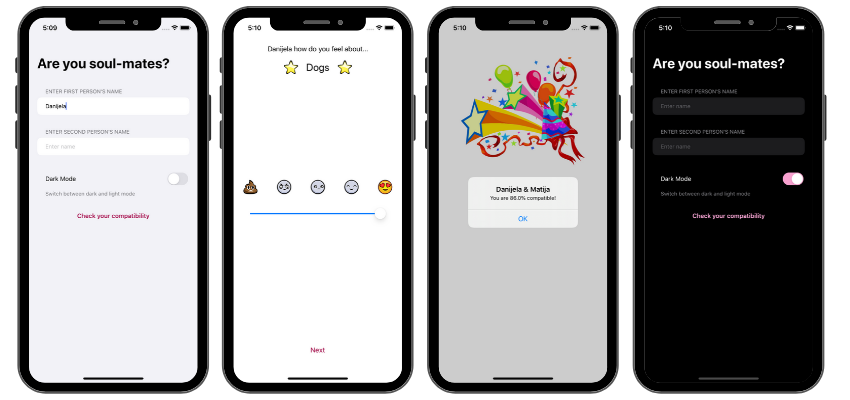 5:09
Are you soul-mates?
ENTER FIRST PERSON'S NAME
Danijela
ENTER SECOND PERSON'S NAME
Enter name
Dark Mode
Switch between dark and light mode
Check your compatibility
5:10
Danijela how do you feel about...
Dogs
Next
5:10
Danijela & Matija
You are 86.0% compatible!
OK
5:10
Are you soul-mates?
ENTER FIRST PERSON'S NAME
Enter name
ENTER SECOND PERSON'S NAME
Enter name
Dark Mode
Switch between dark and light mode
Check your compatibility